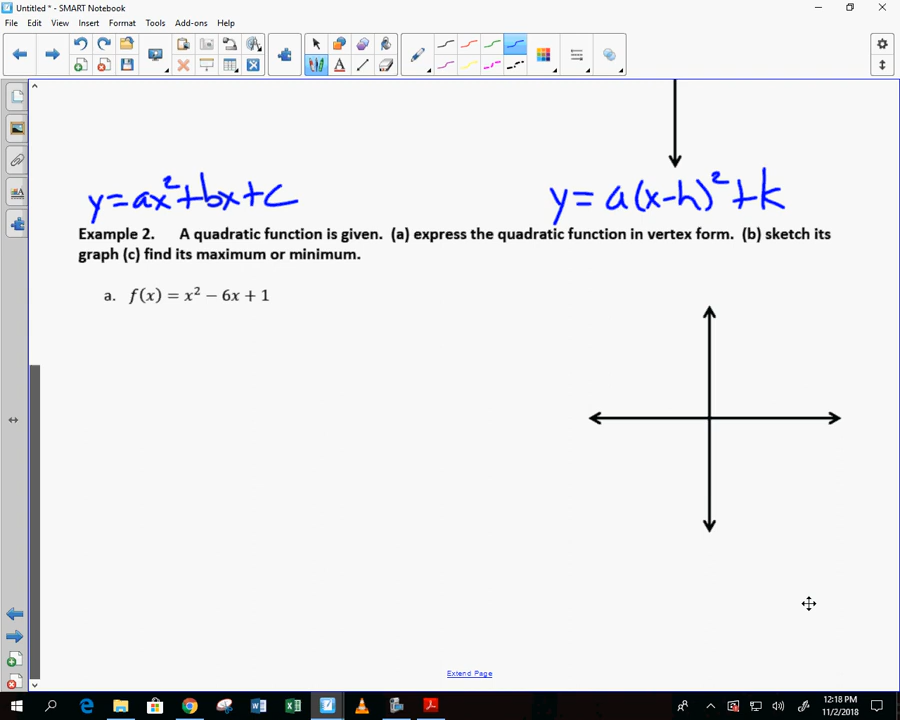 Untitled * - SMART Notebook
File Edit View Insert Format Tools Add-ons Help
y=ax²+bx+c
y=a(x-h)²+k
Example 2. A quadratic function is given. (a) express the quadratic function in vertex form. (b) sketch its
graph (c) find its maximum or minimum.
a. f(x) = x² − 6x + 1
Extend Page
12:18 PM
11/2/2018